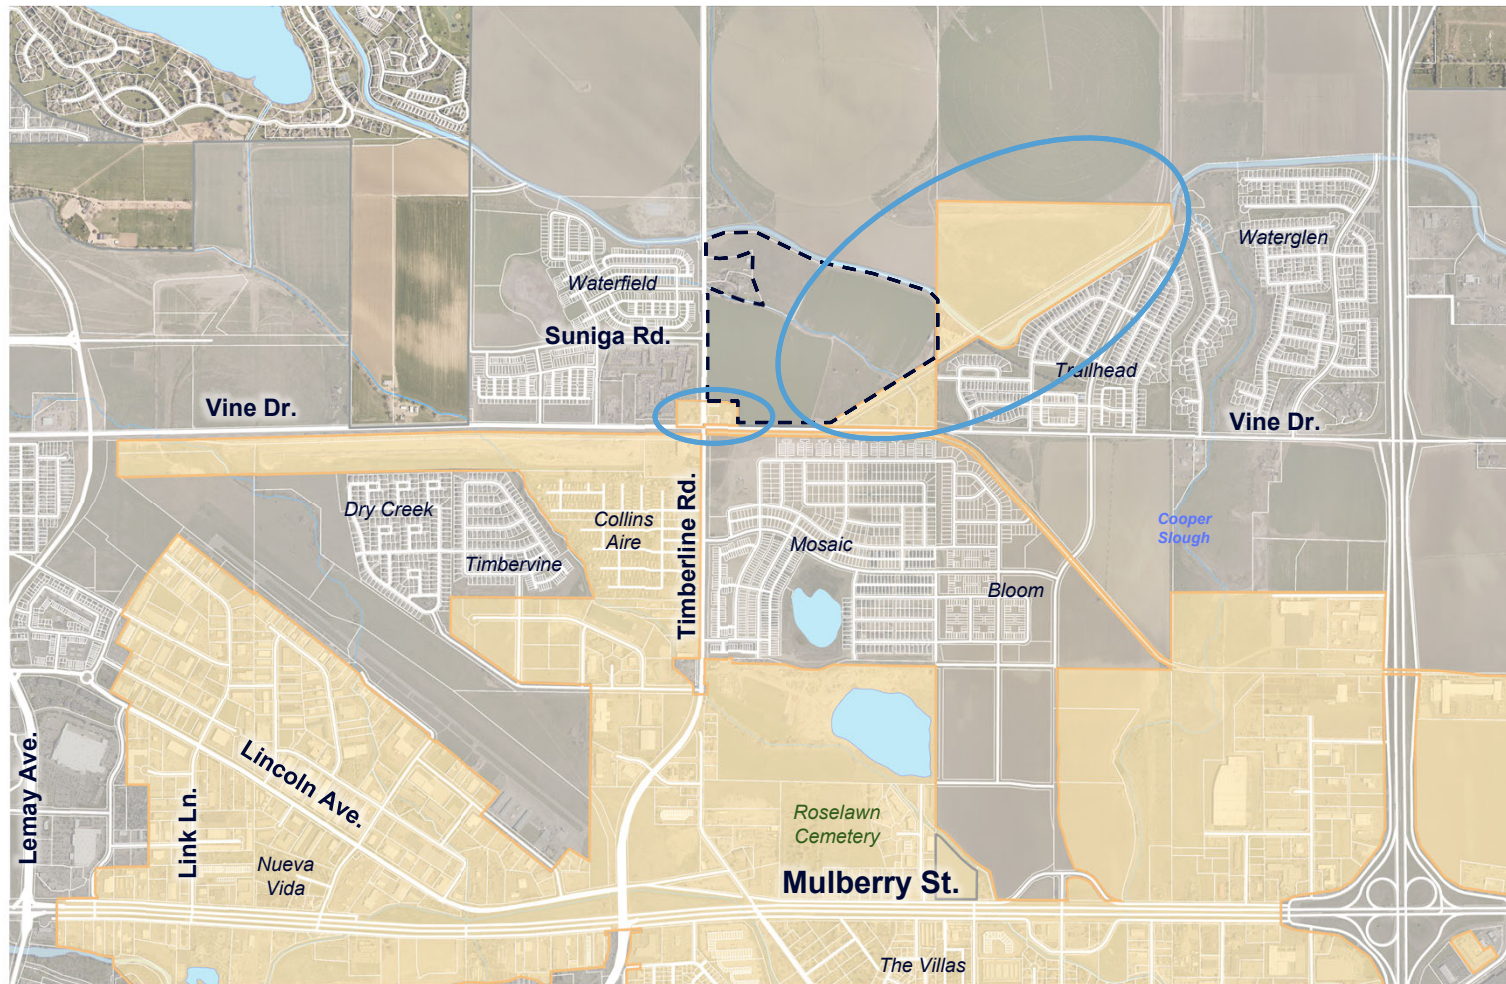 Waterglen
Waterfield
Suniga Rd.
Trailhead
Vine Dr.
Vine Dr.
Dry Creek
Collins
Aire
Timberline Rd.
Cooper
Slough
Mosaic
Timbervine
Bloom
Lemay Ave.
Link Ln.
Lincoln Ave.
Roselawn
Cemetery
Nueva
Vida
Mulberry St.
The Villas